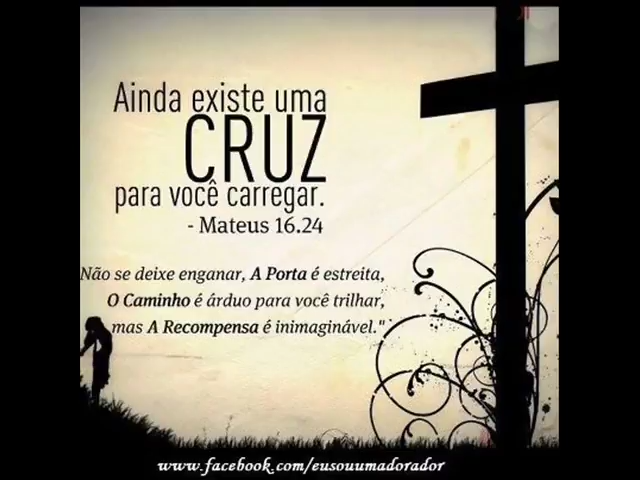 Ainda existe uma
CRUZ
para você carregar.
- Mateus 16.24
Não se deixe enganar, A Porta é estreita,
O Caminho é árduo para você trilhar,
mas A Recompensa é inimaginável."
www.facebook.com/eusouumadorador